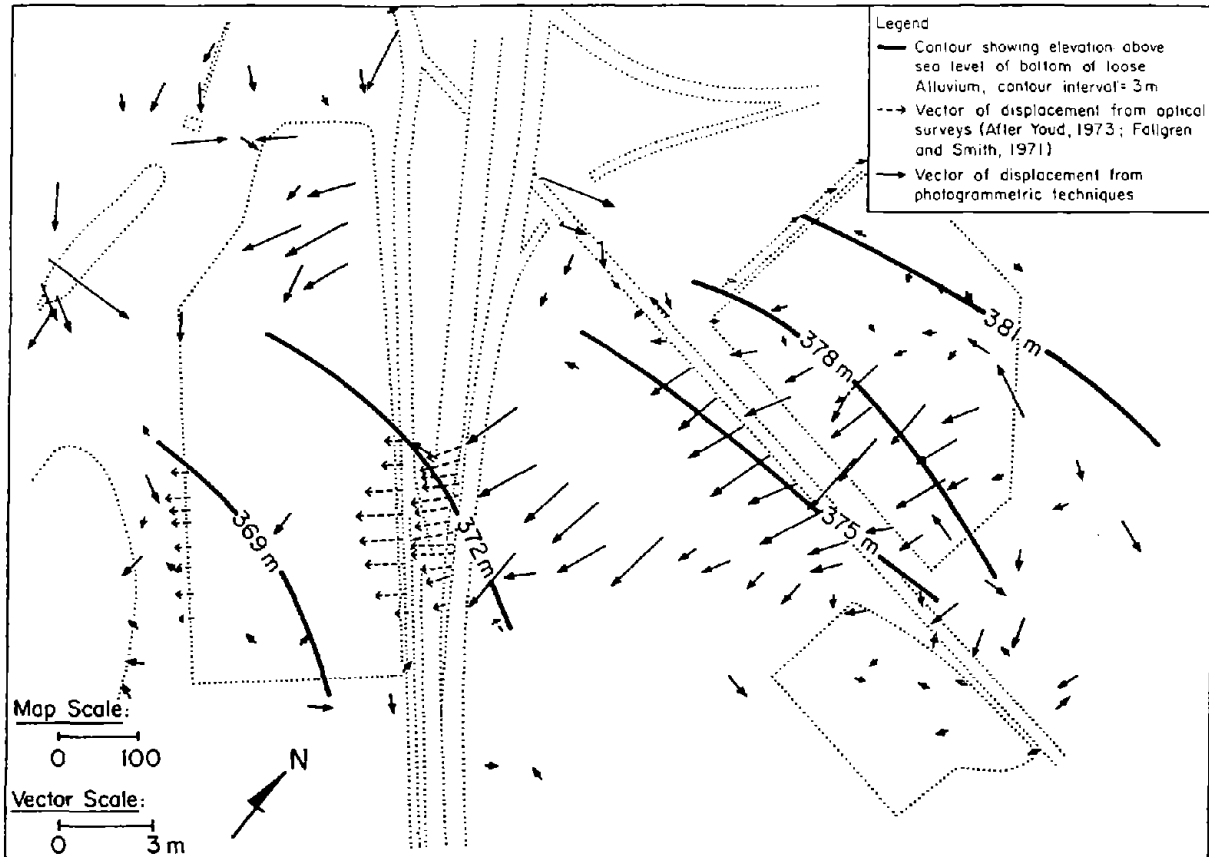 Legend
Contour showing elevation above
sea level of bottom of loose
Alluvium, contour interval = 3 m
Vector of displacement from optical
surveys (After Youd, 1973; Fallgren
and Smith, 1971)
Vector of displacement from
photogrammetric techniques
381 m
378 m
375 m
372 m
369 m
Map Scale:
0 100
N
Vector Scale:
0 3 m